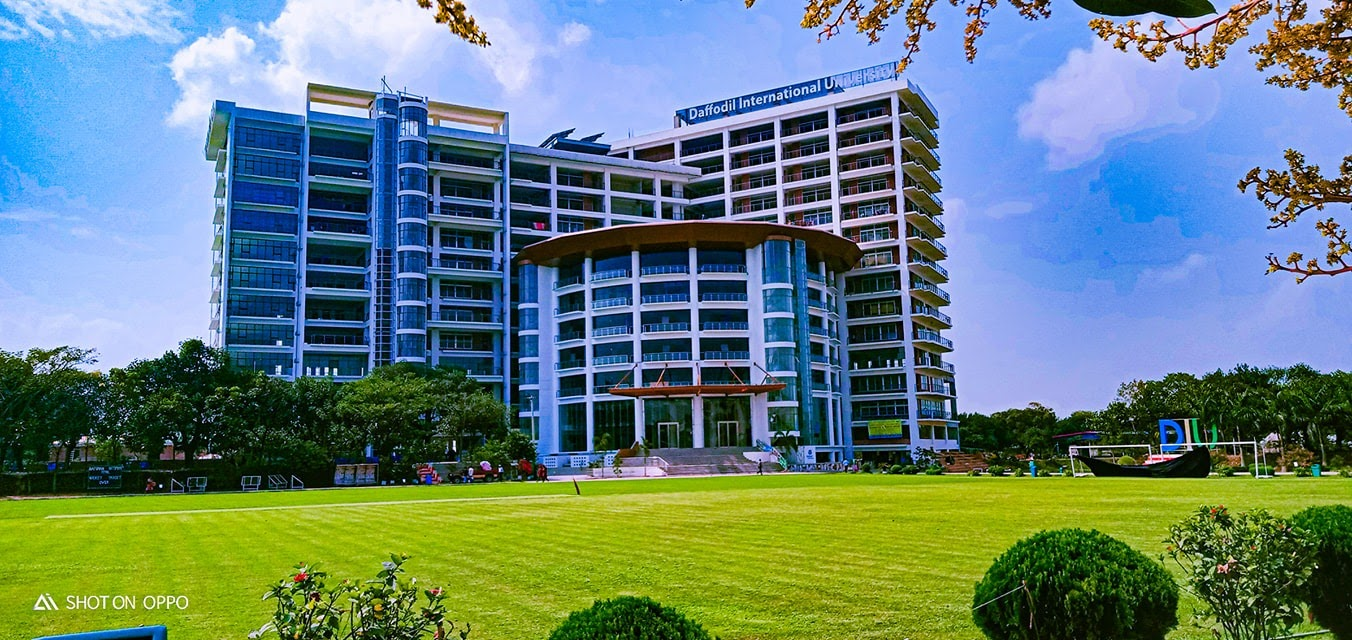 Daffodil International University
DIU
SHOT ON OPPO